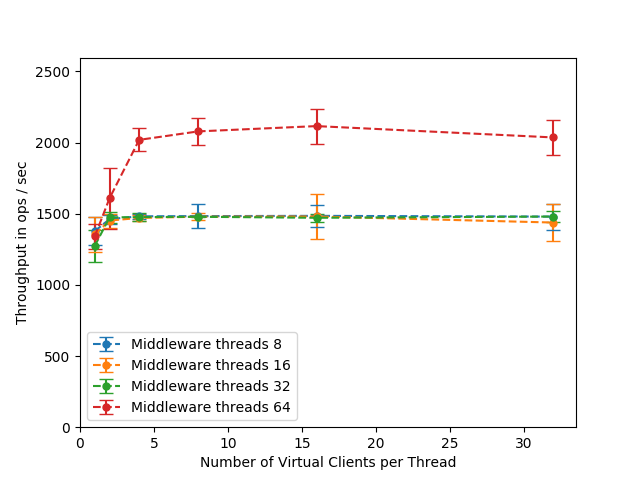 2500
2000
1500
1000
500
0
Throughput in ops / sec
Middleware threads 8
Middleware threads 16
Middleware threads 32
Middleware threads 64
0 5 10 15 20 25 30
Number of Virtual Clients per Thread